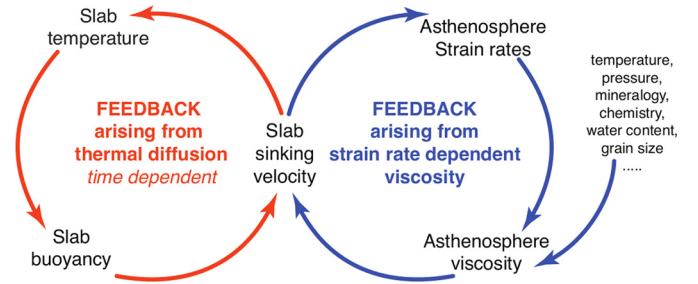 Slab
temperature
FEEDBACK
arising from
thermal diffusion
time dependent
Slab
buoyancy
Slab
sinking
velocity
Asthenosphere
Strain rates
FEEDBACK
arising from
strain rate dependent
viscosity
Asthenosphere
viscosity
temperature,
pressure,
mineralogy,
chemistry,
water content,
grain size
.....